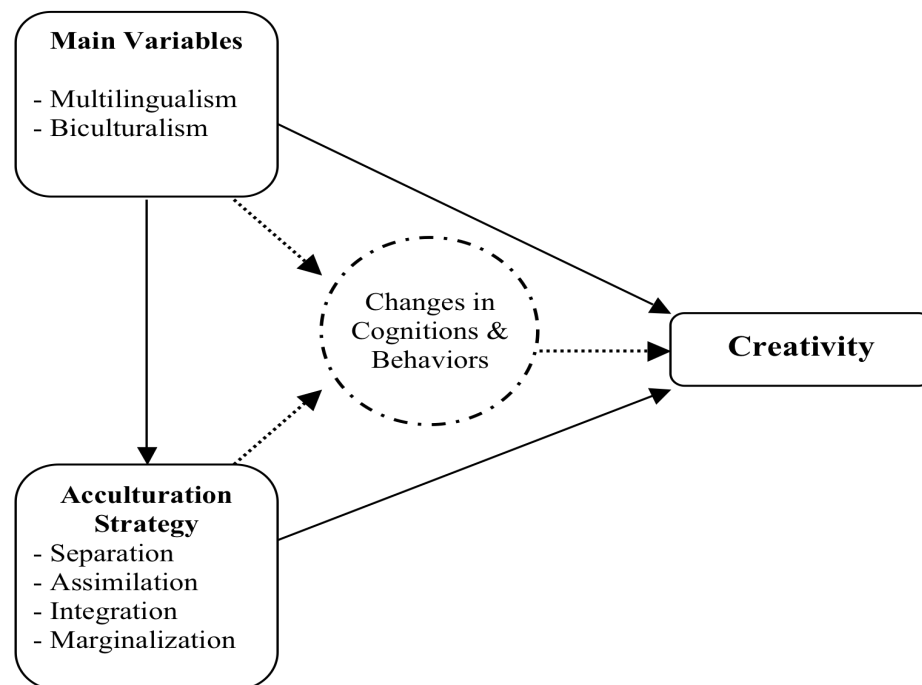 Main Variables
- Multilingualism
- Biculturalism
Changes in
Cognitions &
Behaviors
Creativity
Acculturation
Strategy
- Separation
- Assimilation
- Integration
- Marginalization